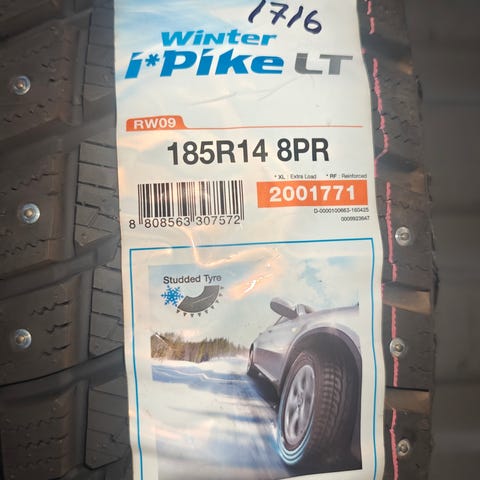 1716
Winter
i*Pike LT
RW09
185R14 8PR
* XL : Extra Load * RF : Reinforced
2001771
D-0000100663-160425
0009923647
8 808563 307572
Studded Tyre